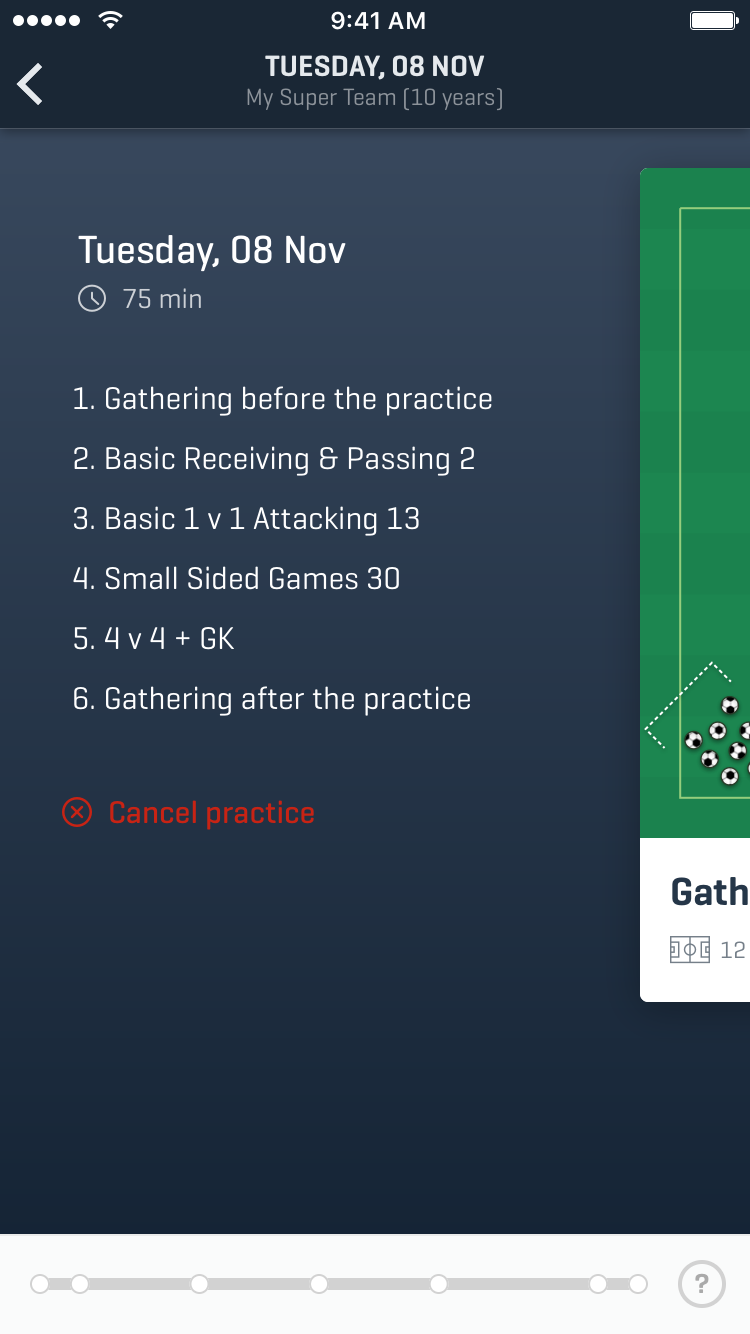 9:41 AM
TUESDAY, 08 NOV
My Super Team (10 years)
Tuesday, 08 Nov
75 min
1. Gathering before the practice
2. Basic Receiving & Passing 2
3. Basic 1 v 1 Attacking 13
4. Small Sided Games 30
5. 4 v 4 + GK
6. Gathering after the practice
Cancel practice
Gath
12
?